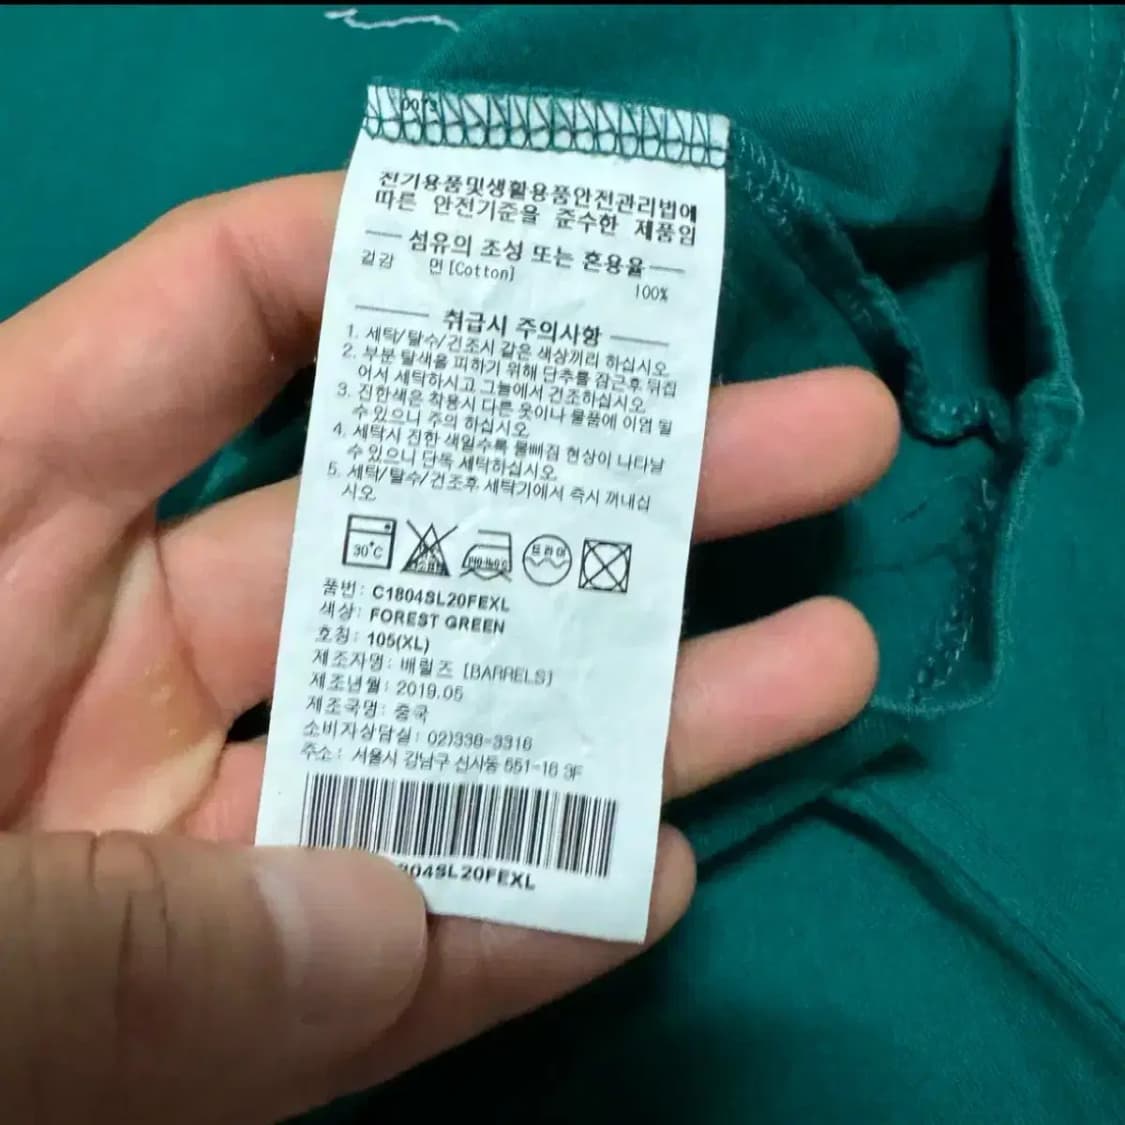 전기용품및생활용품안전관리법에
따른 안전기준을 준수한 제품임
섬유의 조성 또는 혼용율
겉감 면[Cotton]
100%
취급시 주의사항
1. 세탁/탈수/건조시 같은 색상끼리 하십시오.
2. 부분 탈색을 피하기 위해 단추를 잠근후 뒤집
어서 세탁하시고 그늘에서 건조하십시오.
3. 진한색은 착용시 다른 옷이나 물품에 이염 될
수 있으니 주의 하십시오.
4. 세탁시 진한 색일수록 물빠짐 현상이 나타날
수 있으니 단독 세탁하십시오.
5. 세탁/탈수/건조후 세탁기에서 즉시 꺼내십
시오.
30°C 드라이
품번: C1804SL20FEXL
색상: FOREST GREEN
호칭: 105(XL)
제조자명: 배럴즈 [BARRELS]
제조년월: 2019.05
제조국명: 중국
소비자상담실: 02)338-3316
주소: 서울시 강남구 신사동 551-16 3F
804SL20FEXL